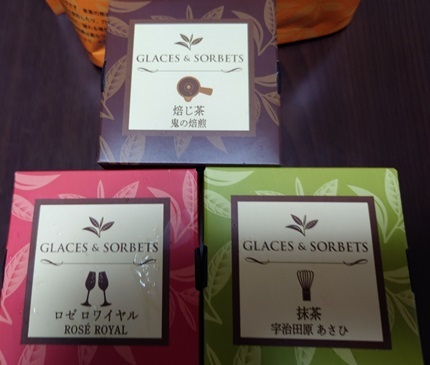 GLACES & SORBETS
焙じ茶
鬼の焙煎
GLACES & SORBETS
ロゼ ロワイヤル
ROSÉ ROYAL
GLACES & SORBETS
抹茶
宇治田原 あさひ